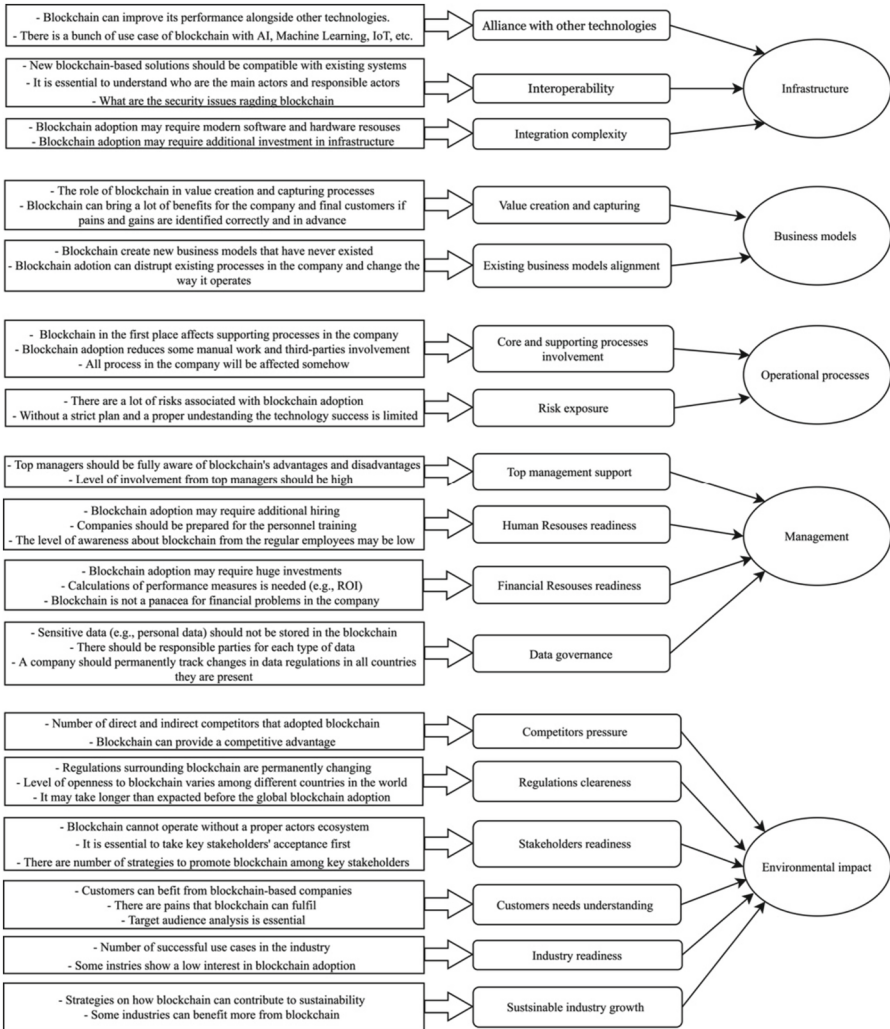 - Blockchain can improve its performance alongside other technologies.
- There is a bunch of use case of blockchain with AI, Machine Learning, IoT, etc.
Alliance with other technologies
- New blockchain-based solutions should be compatible with existing systems
- It is essential to understand who are the main actors and responsible actors
- What are the security issues ragding blockchain
Interoperability
Infrastructure
- Blockchain adoption may require modern software and hardware resouses
- Blockchain adoption may require additional investment in infrastructure
Integration complexity
- The role of blockchain in value creation and capturing processes
- Blockchain can bring a lot of benefits for the company and final customers if
pains and gains are identified correctly and in advance
Value creation and capturing
Business models
- Blockchain create new business models that have never existed
- Blockchain adotion can distrupt existing processes in the company and change the
way it operates
Existing business models alignment
- Blockchain in the first place affects supporting processes in the company
- Blockchain adoption reduces some manual work and third-parties involvement
- All process in the company will be affected somehow
Core and supporting processes
involvement
Operational processes
- There are a lot of risks associated with blockchain adoption
- Without a strict plan and a proper undestanding the technology success is limited
Risk exposure
- Top managers should be fully aware of blockchain's advantages and disadvantages
- Level of involvement from top managers should be high
Top management support
- Blockchain adoption may require additional hiring
- Companies should be prepared for the personnel training
- The level of awareness about blockchain from the regular employees may be low
Human Resouses readiness
Management
- Blockchain adoption may require huge investments
- Calculations of performance measures is needed (e.g., ROI)
- Blockchain is not a panacea for financial problems in the company
Financial Resouses readiness
- Sensitive data (e.g., personal data) should not be stored in the blockchain
- There should be responsible parties for each type of data
- A company should permanently track changes in data regulations in all countries
they are present
Data governance
- Number of direct and indirect competitors that adopted blockchain
- Blockchain can provide a competitive advantage
Competitors pressure
- Regulations surrounding blockchain are permanently changing
- Level of openness to blockchain varies among different countries in the world
- It may take longer than expected before the global blockchain adoption
Regulations cleareness
- Blockchain cannot operate without a proper actors ecosystem
- It is essential to take key stakeholders' acceptance first
- There are number of strategies to promote blockchain among key stakeholders
Stakeholders readiness
Environmental impact
- Customers can befit from blockchain-based companies
- There are pains that blockchain can fulfil
- Target audience analysis is essential
Customers needs understanding
- Number of successful use cases in the industry
- Some instries show a low interest in blockchain adoption
Industry readiness
- Strategies on how blockchain can contribute to sustainability
- Some industries can benefit more from blockchain
Sustsinable industry growth